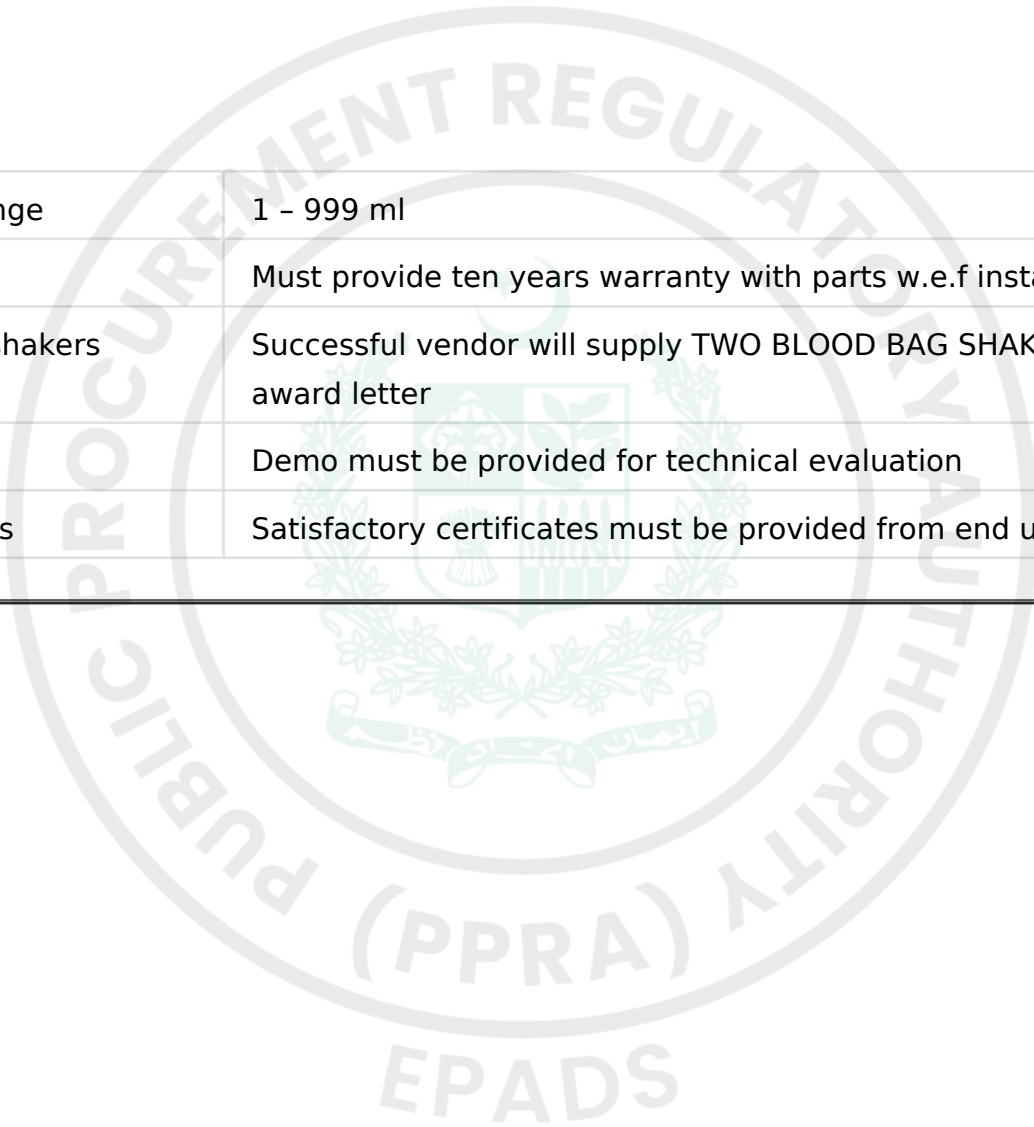 nge 1 – 999 ml
Must provide ten years warranty with parts w.e.f insta
hakers Successful vendor will supply TWO BLOOD BAG SHAK
award letter
Demo must be provided for technical evaluation
s Satisfactory certificates must be provided from end u
PUBLIC PROCUREMENT REGULATORY AUTHORITY
(PPRA)
EPADS